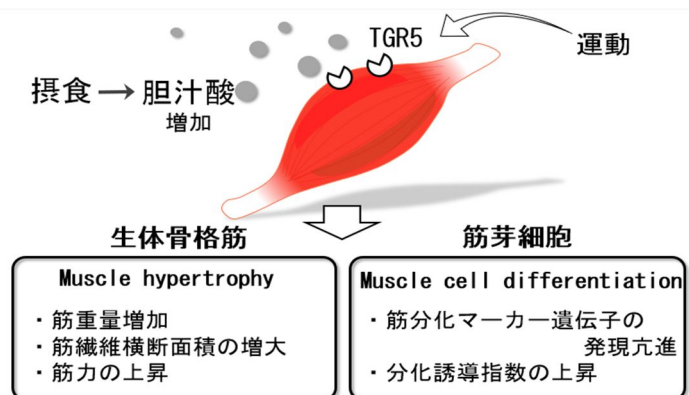 TGR5
運動
摂食→胆汁酸
増加
生体骨格筋
Muscle hypertrophy
・筋重量増加
・筋繊維横断面積の増大
・筋力の上昇
筋芽細胞
Muscle cell differentiation
・筋分化マーカー遺伝子の
発現亢進
・分化誘導指数の上昇